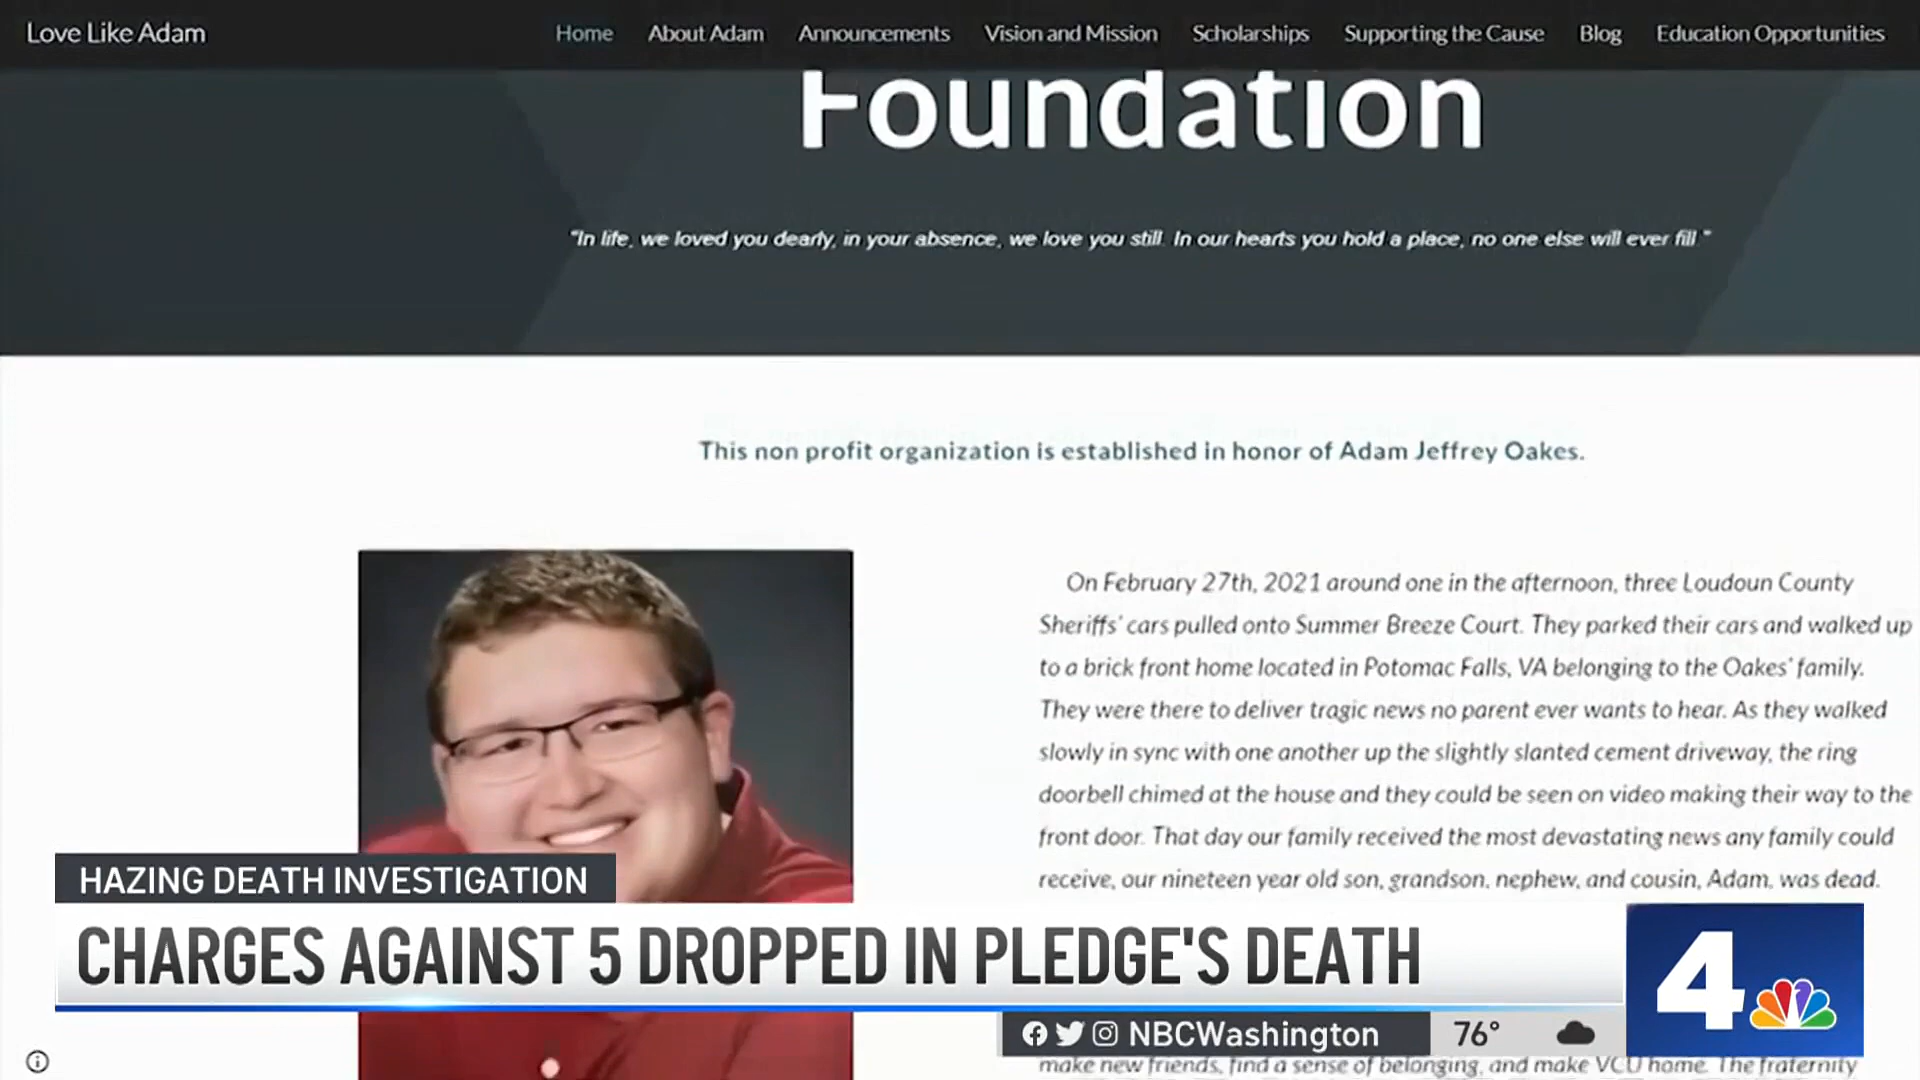 Love Like Adam
Home About Adam Announcements Vision and Mission Scholarships Supporting the Cause Blog Education Opportunities
Foundation
"In life, we loved you dearly, in your absence, we love you still. In our hearts you hold a place, no one else will ever fill."
This non profit organization is established in honor of Adam Jeffrey Oakes.
On February 27th, 2021 around one in the afternoon, three Loudoun County
Sheriffs' cars pulled onto Summer Breeze Court. They parked their cars and walked up
to a brick front home located in Potomac Falls, VA belonging to the Oakes' family.
They were there to deliver tragic news no parent ever wants to hear. As they walked
slowly in sync with one another up the slightly slanted cement driveway, the ring
doorbell chimed at the house and they could be seen on video making their way to the
front door. That day our family received the most devastating news any family could
receive, our nineteen year old son, grandson, nephew, and cousin, Adam, was dead.
HAZING DEATH INVESTIGATION
CHARGES AGAINST 5 DROPPED IN PLEDGE'S DEATH
4
NBCWashington
76°
make new friends, find a sense of belonging, and make VCU home. The fraternity